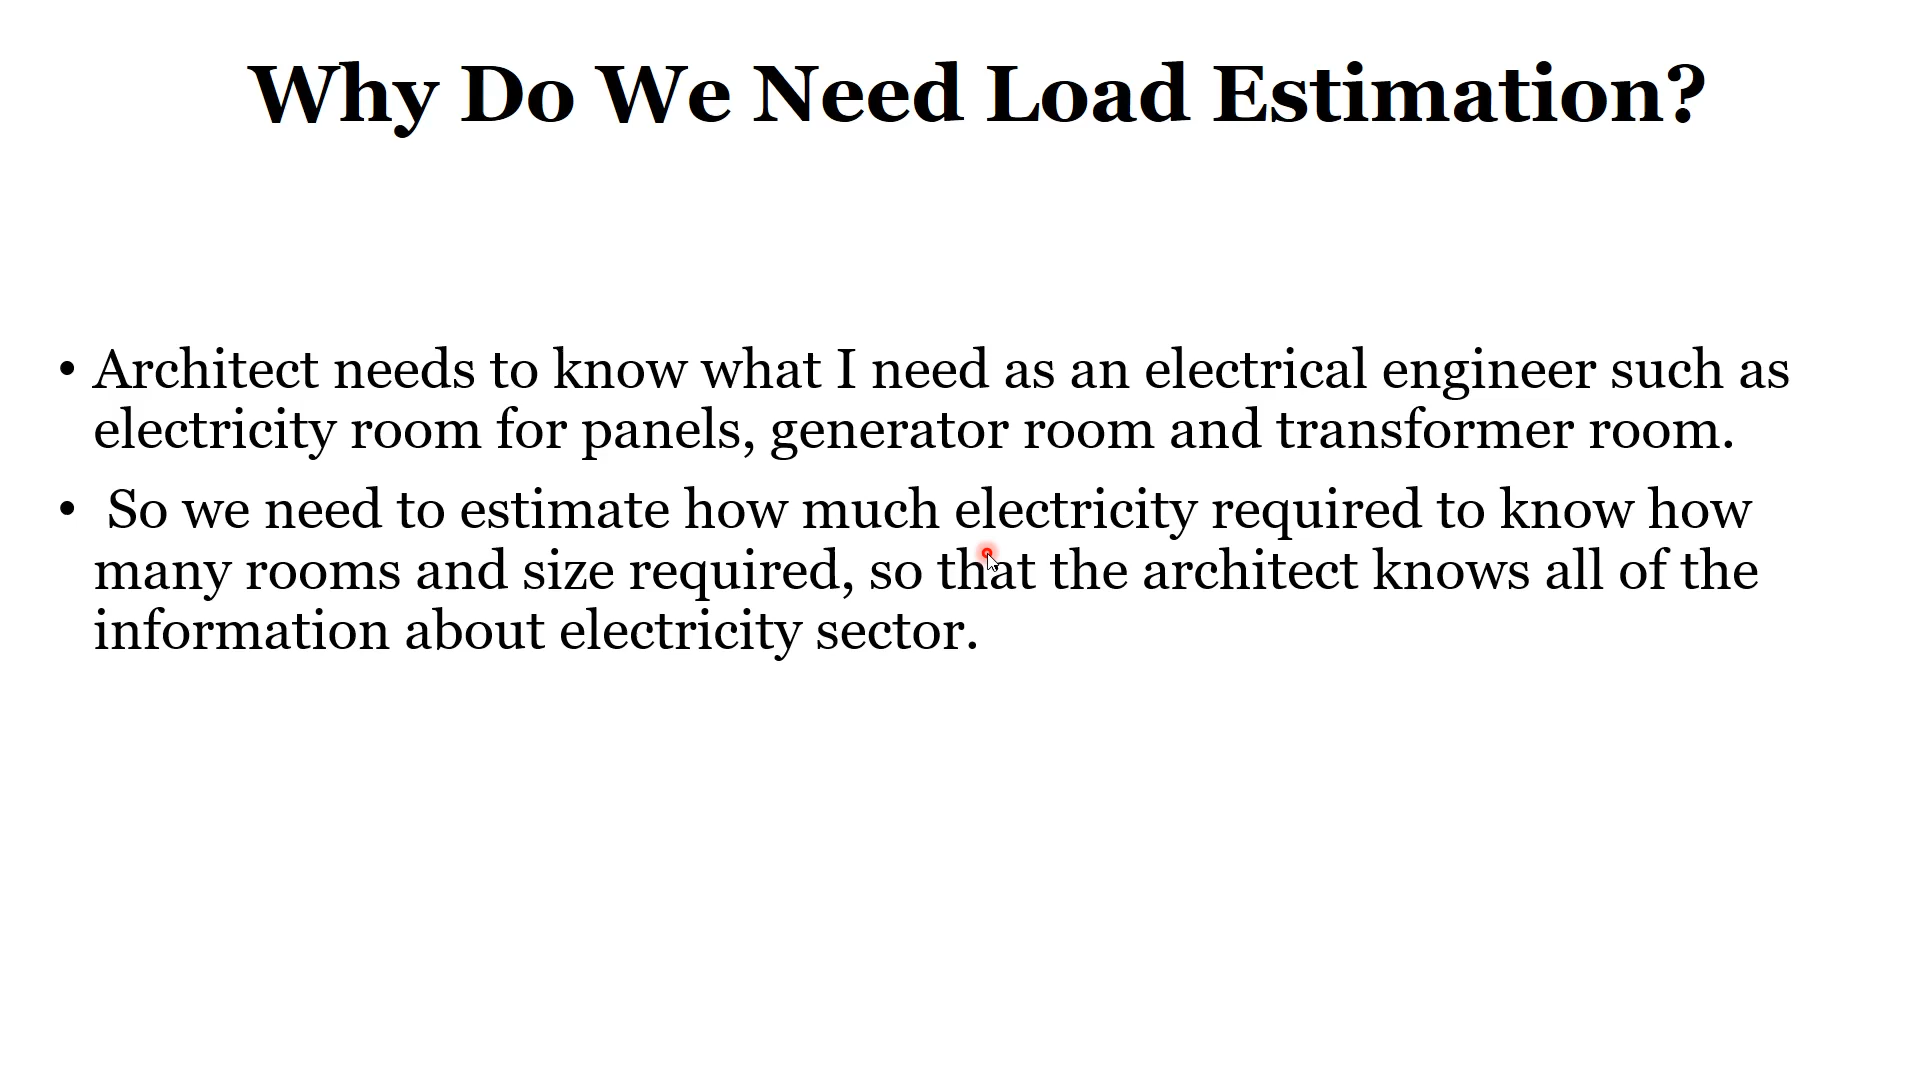 Why Do We Need Load Estimation?
• Architect needs to know what I need as an electrical engineer such as
electricity room for panels, generator room and transformer room.
• So we need to estimate how much electricity required to know how
many rooms and size required, so that the architect knows all of the
information about electricity sector.